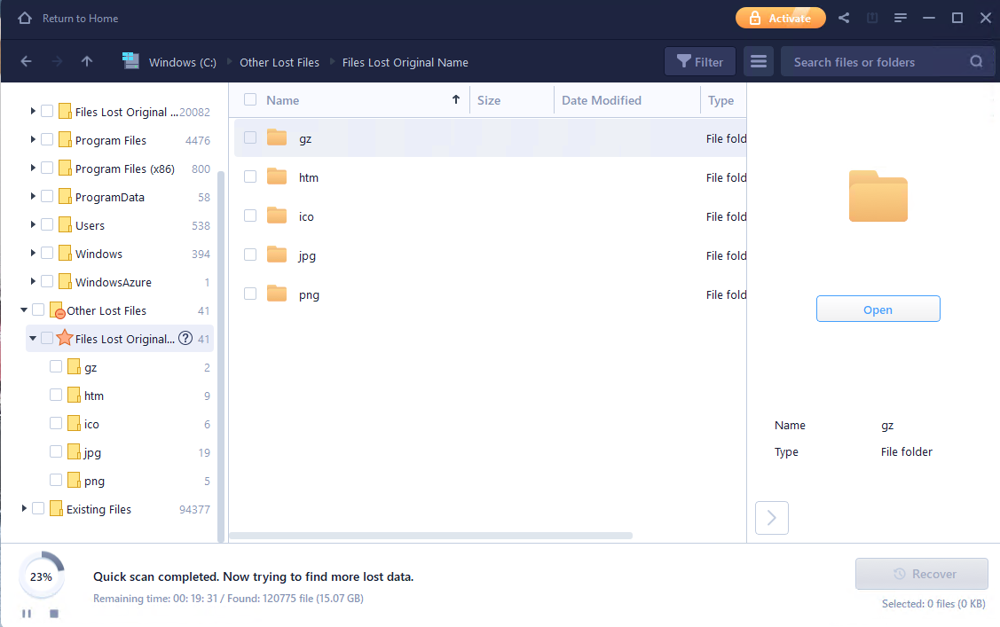 Return to Home
Activate
Windows (C:) Other Lost Files Files Lost Original Name
Filter
Search files or folders
Files Lost Original ... 20082
Program Files 4476
Program Files (x86) 800
ProgramData 58
Users 538
Windows 394
WindowsAzure 1
Other Lost Files 41
Files Lost Original... ? 41
gz 2
htm 9
ico 6
jpg 19
png 5
Existing Files 94377
Name Size Date Modified Type
gz File fold
htm File fold
ico File fold
jpg File fold
png File fold
Open
Name gz
Type File folder
23%
Quick scan completed. Now trying to find more lost data.
Remaining time: 00: 19: 31 / Found: 120775 file (15.07 GB)
Recover
Selected: 0 files (0 KB)